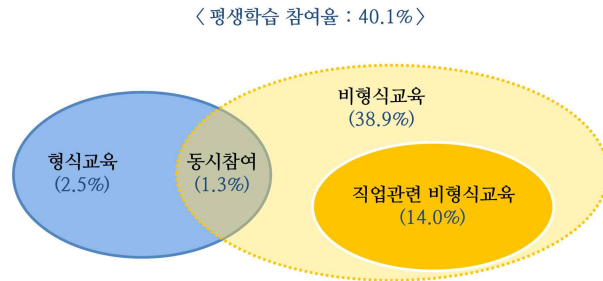 〈 평생학습 참여율 : 40.1% 〉
비형식교육
(38.9%)
형식교육
(2.5%)
동시참여
(1.3%)
직업관련 비형식교육
(14.0%)